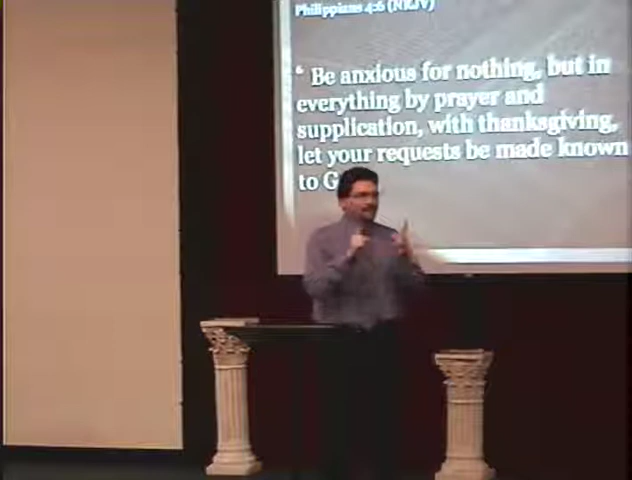 Philippians 4:6 (NKJV)
6 Be anxious for nothing, but in
everything by prayer and
supplication, with thanksgiving,
let your requests be made known
to G